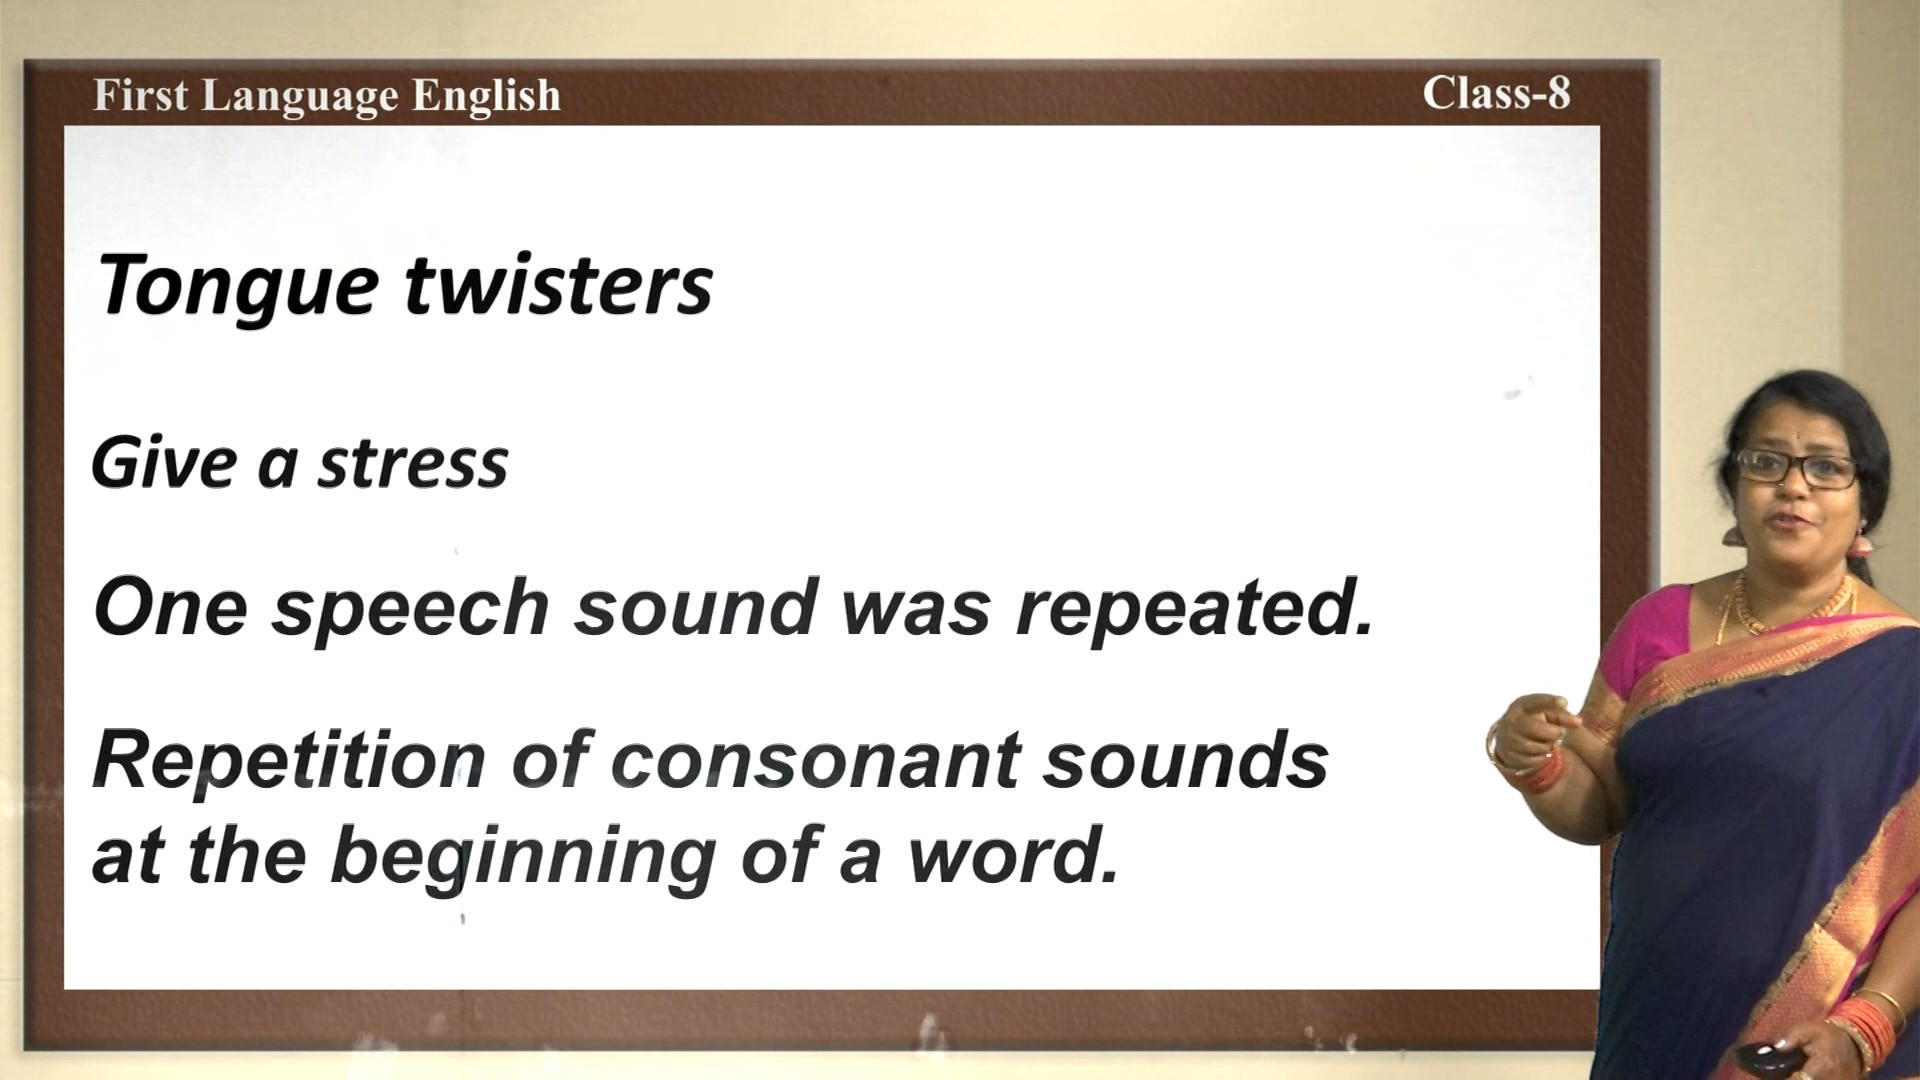 First Language English
Class-8
Tongue twisters
Give a stress
One speech sound was repeated.
Repetition of consonant sounds
at the beginning of a word.